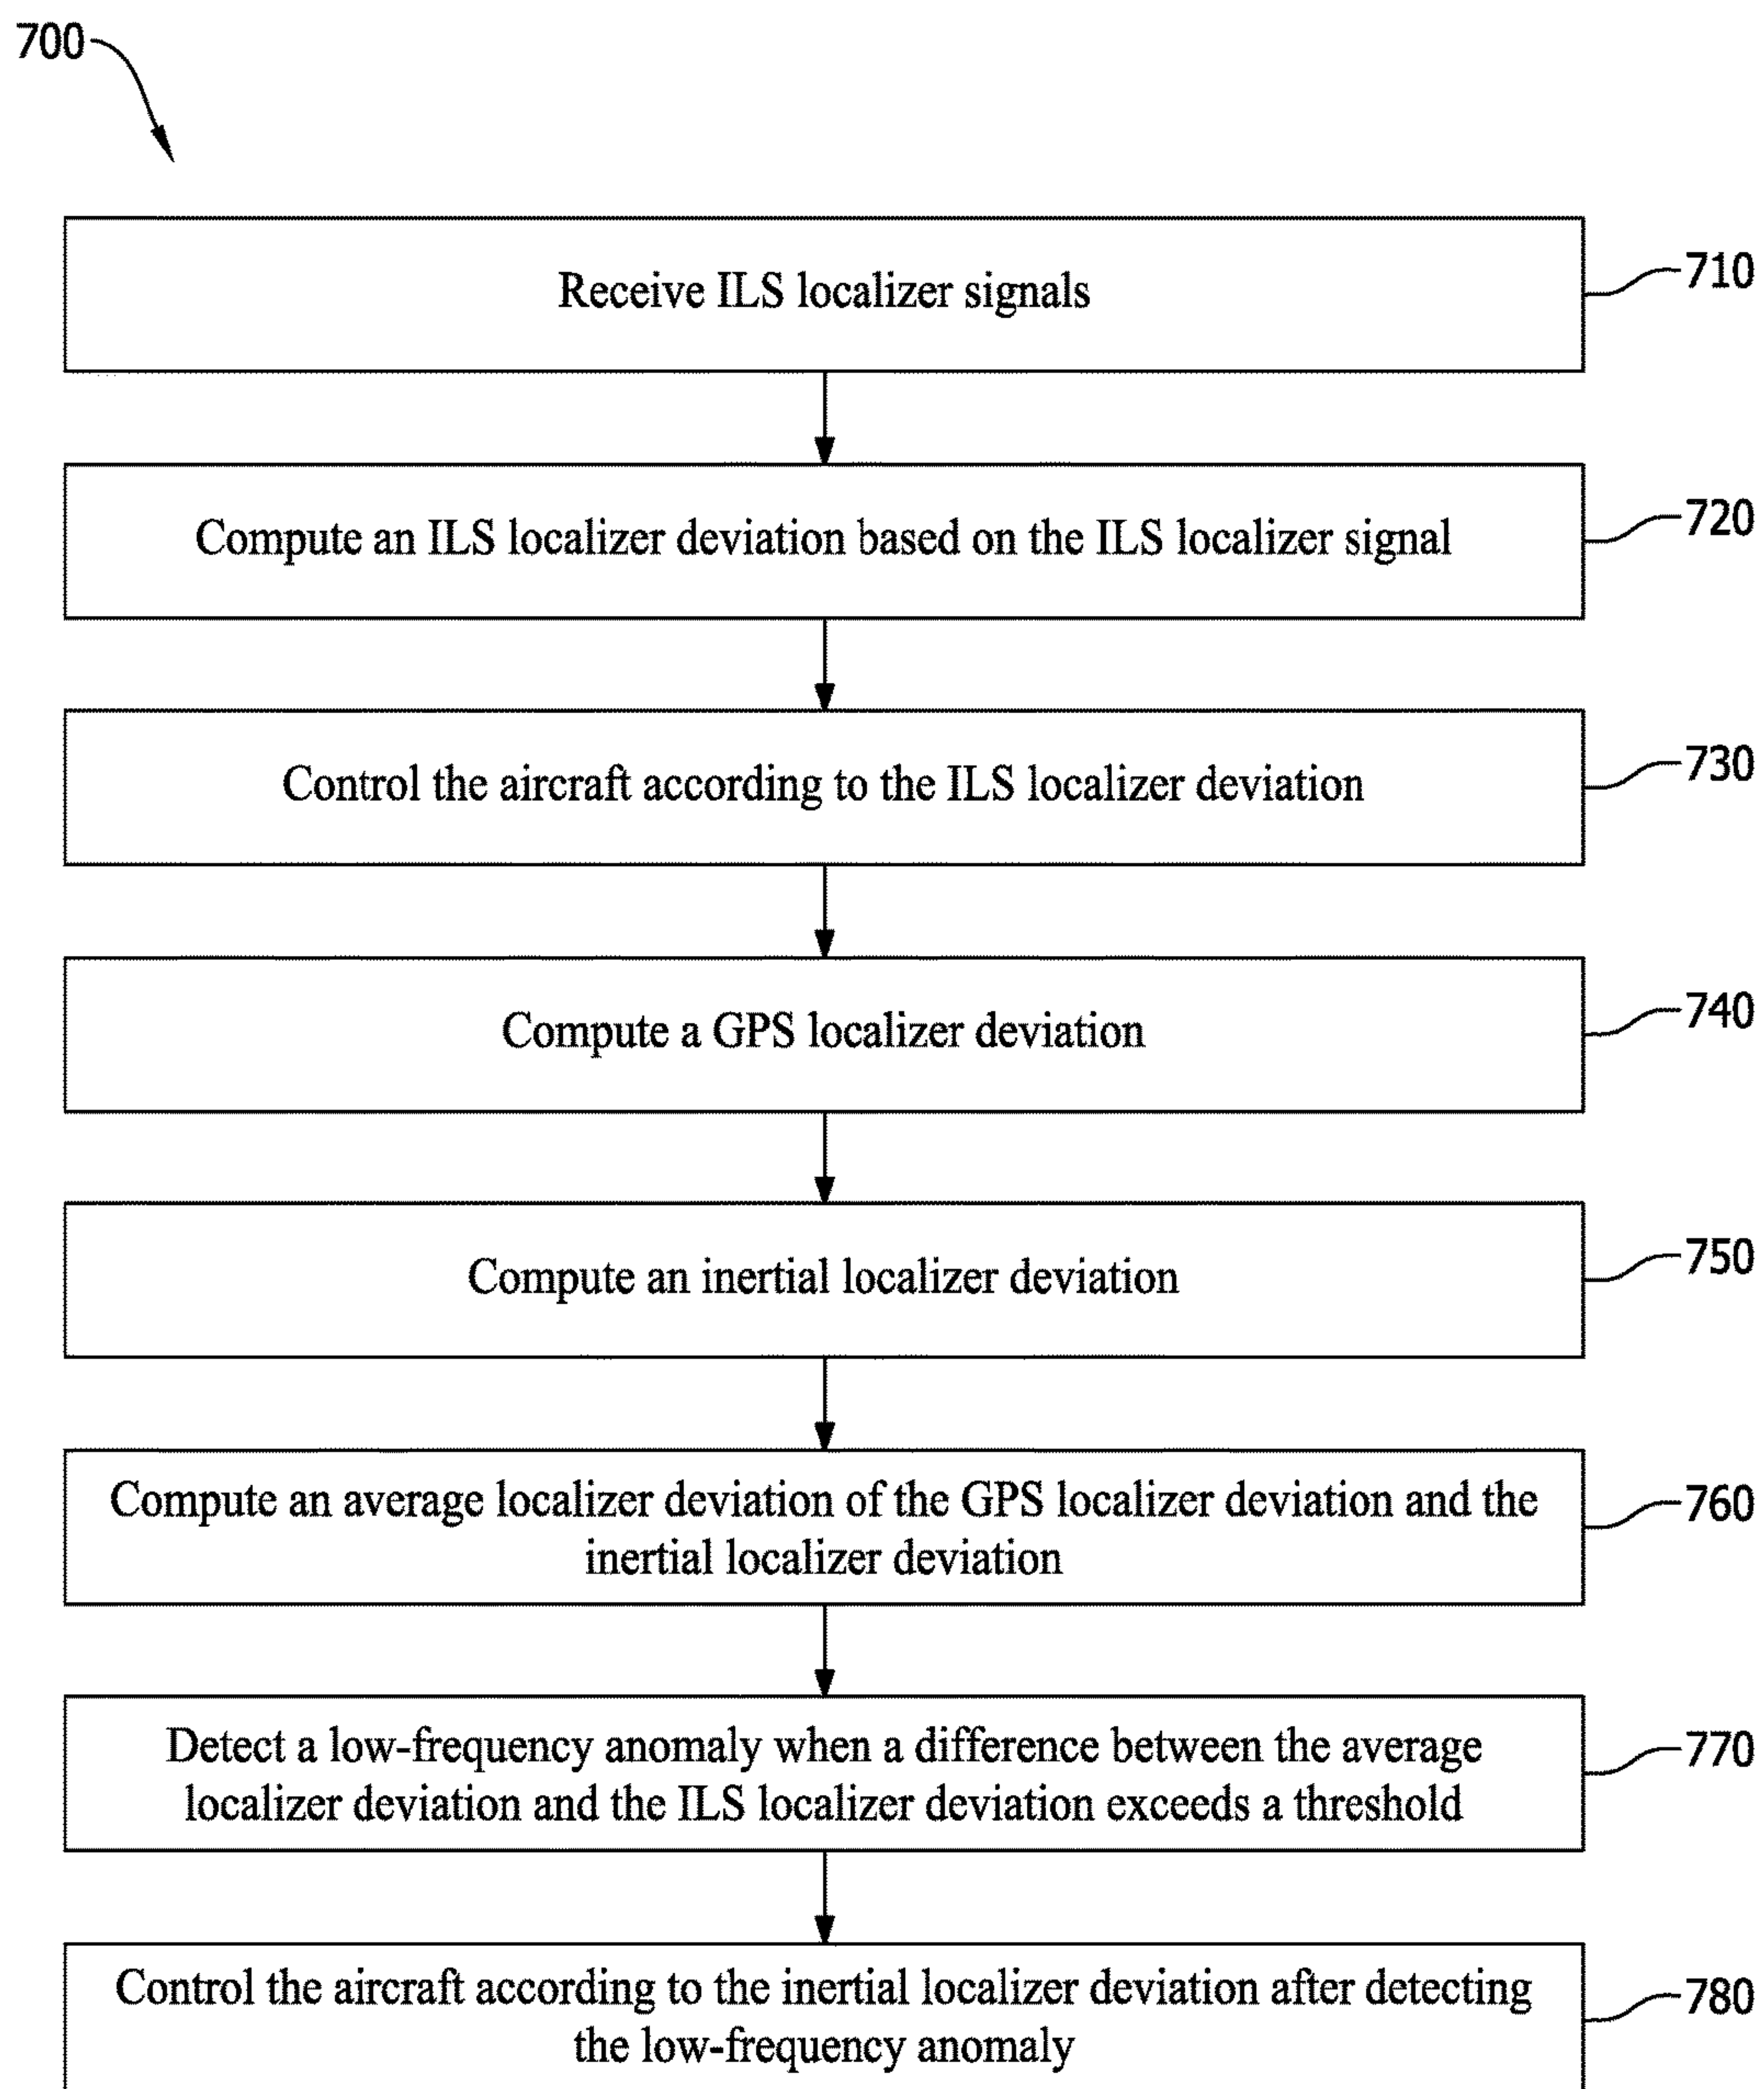 700
Receive ILS localizer signals
710
Compute an ILS localizer deviation based on the ILS localizer signal
720
Control the aircraft according to the ILS localizer deviation
730
Compute a GPS localizer deviation
740
Compute an inertial localizer deviation
750
Compute an average localizer deviation of the GPS localizer deviation and the
inertial localizer deviation
760
Detect a low-frequency anomaly when a difference between the average
localizer deviation and the ILS localizer deviation exceeds a threshold
770
Control the aircraft according to the inertial localizer deviation after detecting
the low-frequency anomaly
780